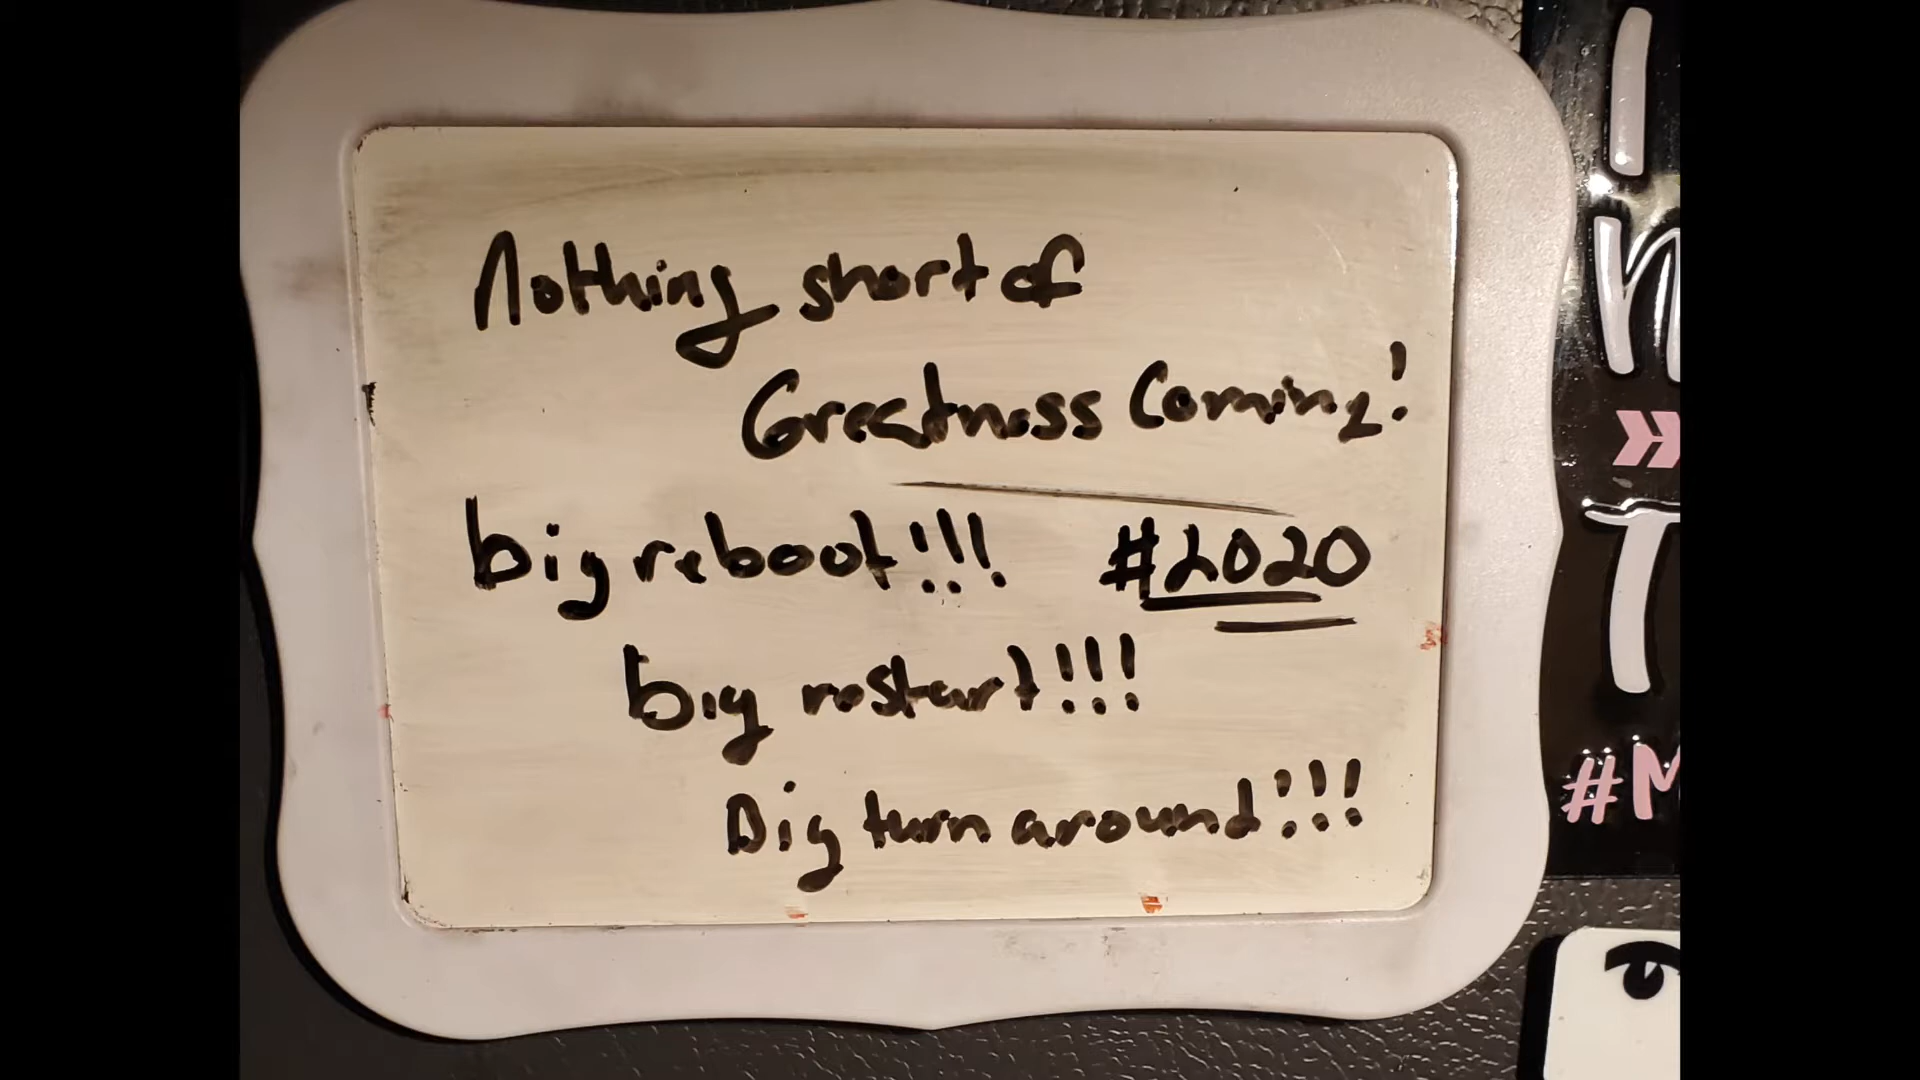 Nothing short of
Greatness Coming!
big reboot!!! #2020
big restart!!!
Big turn around!!!
I
n
T
#M